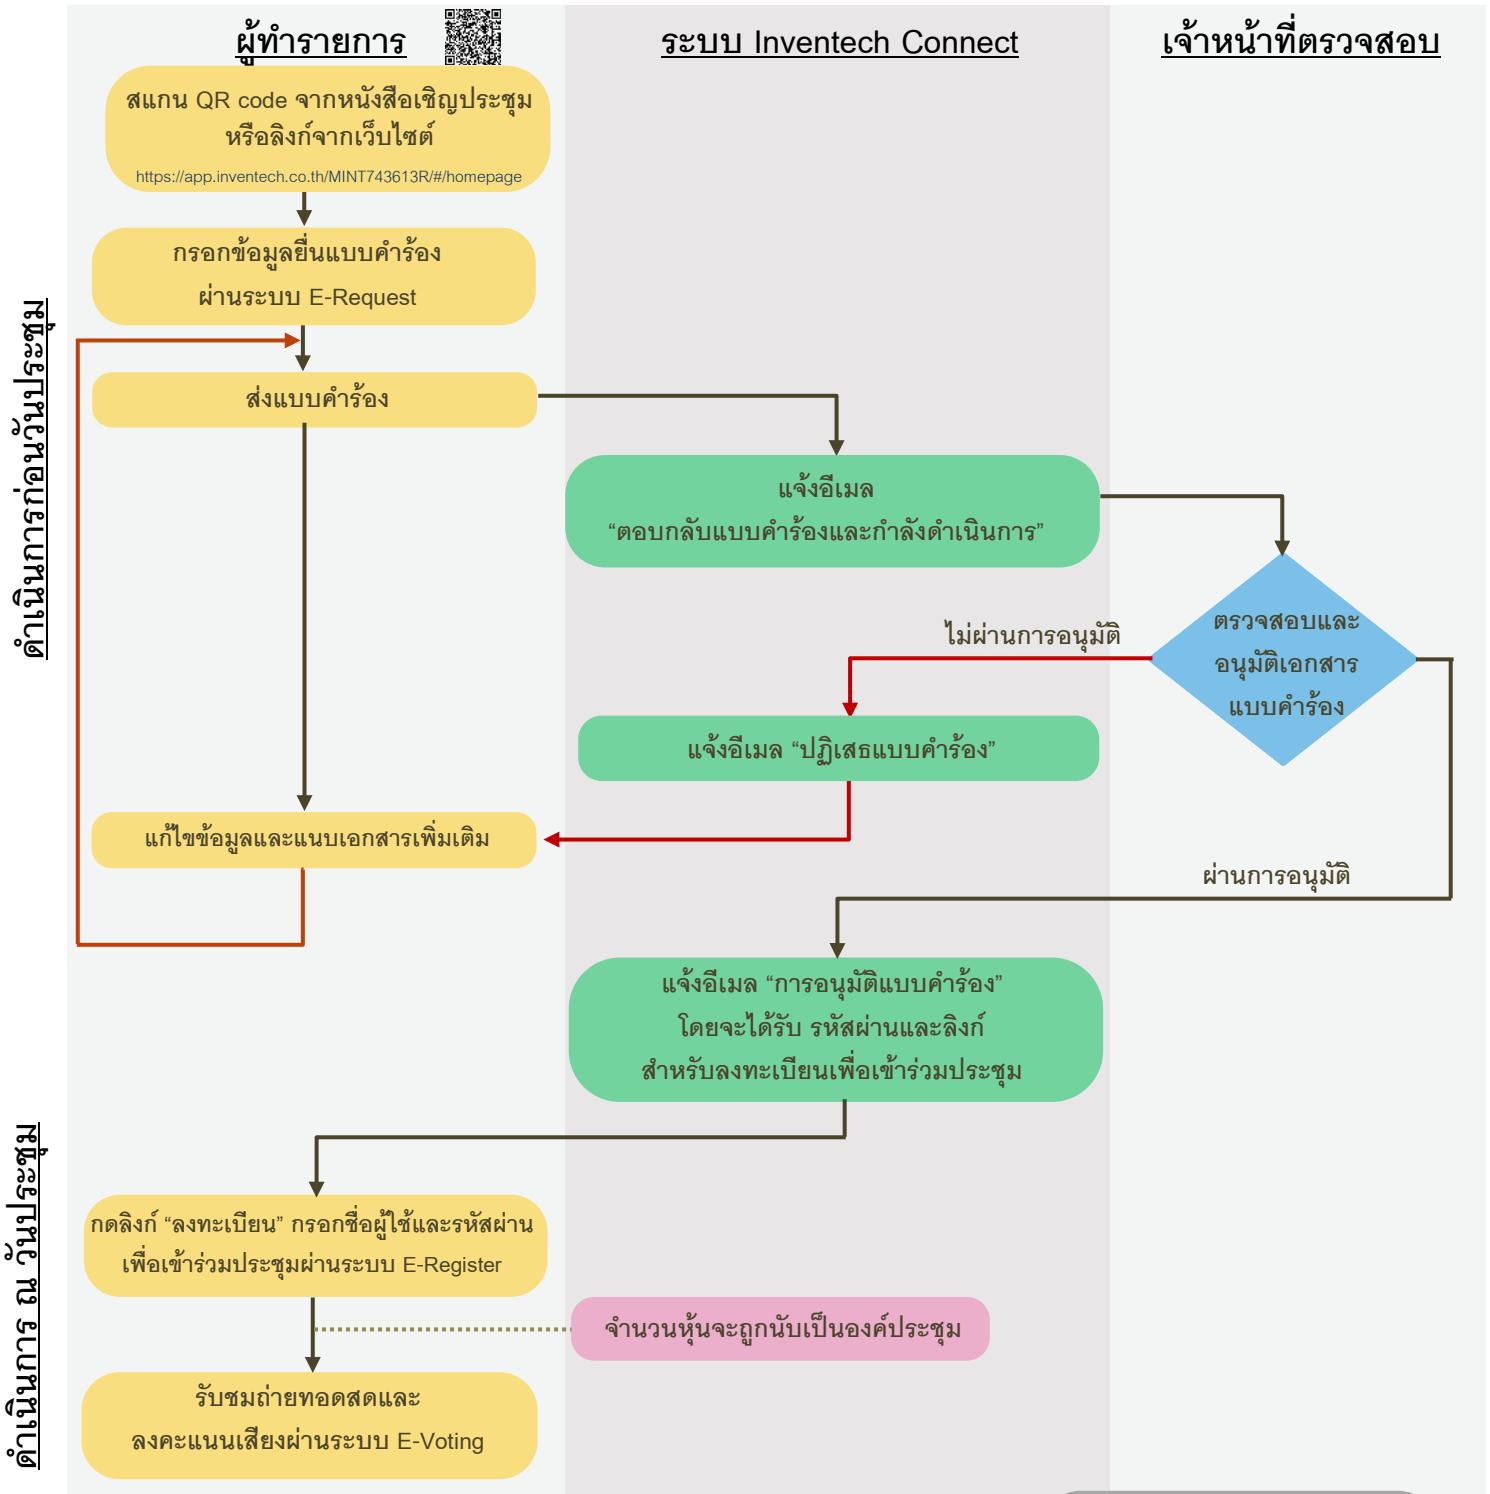 ผู้ทำรายการ
ระบบ Inventech Connect
เจ้าหน้าที่ตรวจสอบ
ดำเนินการก่อนวันประชุม
สแกน QR code จากหนังสือเชิญประชุม
หรือลิงก์จากเว็บไซต์
https://app.inventech.co.th/MINT743613R/#/homepage
กรอกข้อมูลยื่นแบบคำร้อง
ผ่านระบบ E-Request
ส่งแบบคำร้อง
แจ้งอีเมล
“ตอบกลับแบบคำร้องและกำลังดำเนินการ”
ตรวจสอบและ
อนุมัติเอกสาร
แบบคำร้อง
ไม่ผ่านการอนุมัติ
แจ้งอีเมล “ปฏิเสธแบบคำร้อง”
แก้ไขข้อมูลและแนบเอกสารเพิ่มเติม
ผ่านการอนุมัติ
แจ้งอีเมล “การอนุมัติแบบคำร้อง”
โดยจะได้รับ รหัสผ่านและลิงก์
สำหรับลงทะเบียนเพื่อเข้าร่วมประชุม
ดำเนินการ ณ วันประชุม
กดลิงก์ “ลงทะเบียน” กรอกชื่อผู้ใช้และรหัสผ่าน
เพื่อเข้าร่วมประชุมผ่านระบบ E-Register
จำนวนหุ้นจะถูกนับเป็นองค์ประชุม
รับชมถ่ายทอดสดและ
ลงคะแนนเสียงผ่านระบบ E-Voting